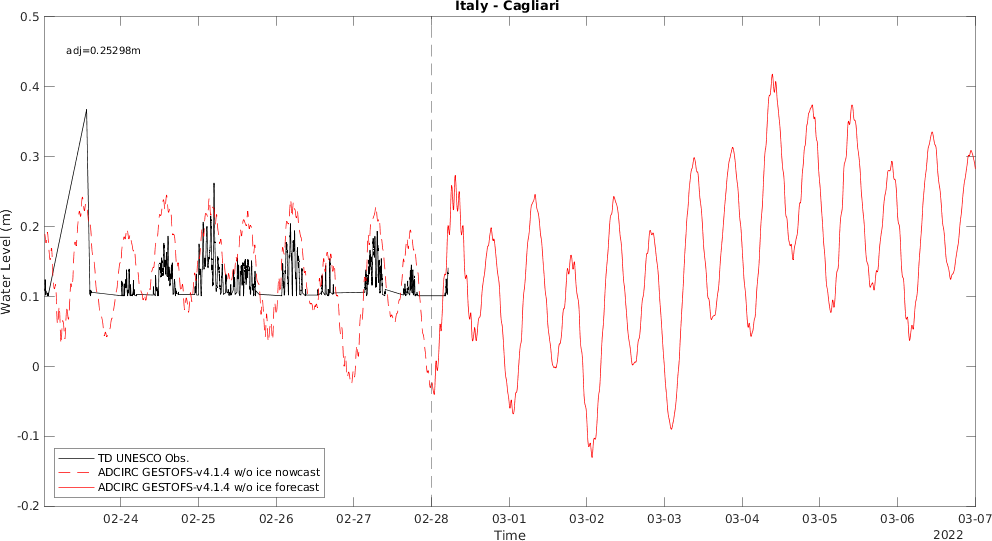 Italy - Cagliari
adj=0.25298m
Water Level (m)
0.5
0.4
0.3
0.2
0.1
0
-0.1
-0.2
TD UNESCO Obs.
ADCIRC GESTOFS-v4.1.4 w/o ice nowcast
ADCIRC GESTOFS-v4.1.4 w/o ice forecast
02-24 02-25 02-26 02-27 02-28 03-01 03-02 03-03 03-04 03-05 03-06 03-07
Time
2022